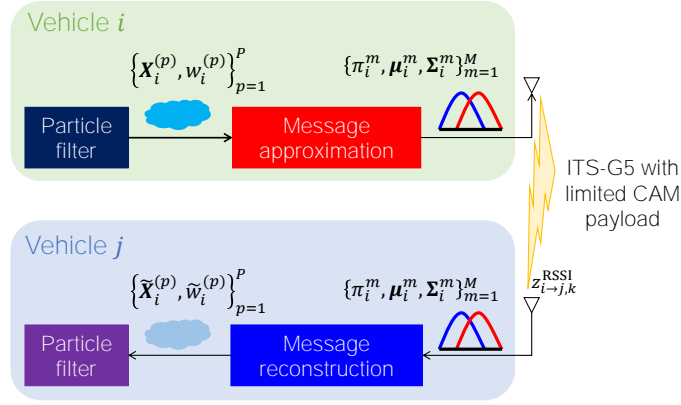 Vehicle i
{X_i^{(p)}, w_i^{(p)}}_{p=1}^{P}
{π_i^m, μ_i^m, Σ_i^m}_{m=1}^{M}
Particle
filter
Message
approximation
ITS-G5 with
limited CAM
payload
Vehicle j
z_{i→j,k}^{RSSI}
{X̃_i^{(p)}, w̃_i^{(p)}}_{p=1}^{P}
{π_i^m, μ_i^m, Σ_i^m}_{m=1}^{M}
Particle
filter
Message
reconstruction